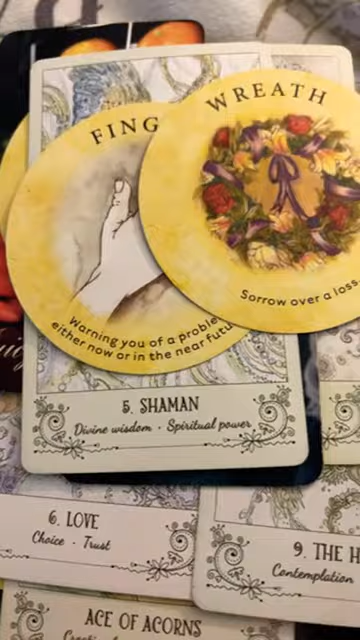 WREATH
Sorrow over a loss.
FING
Warning you of a proble
either now or in the near futu
5. SHAMAN
Divine wisdom · Spiritual power
6. LOVE
Choice · Trust
9. THE H
Contemplation
ACE OF ACORNS